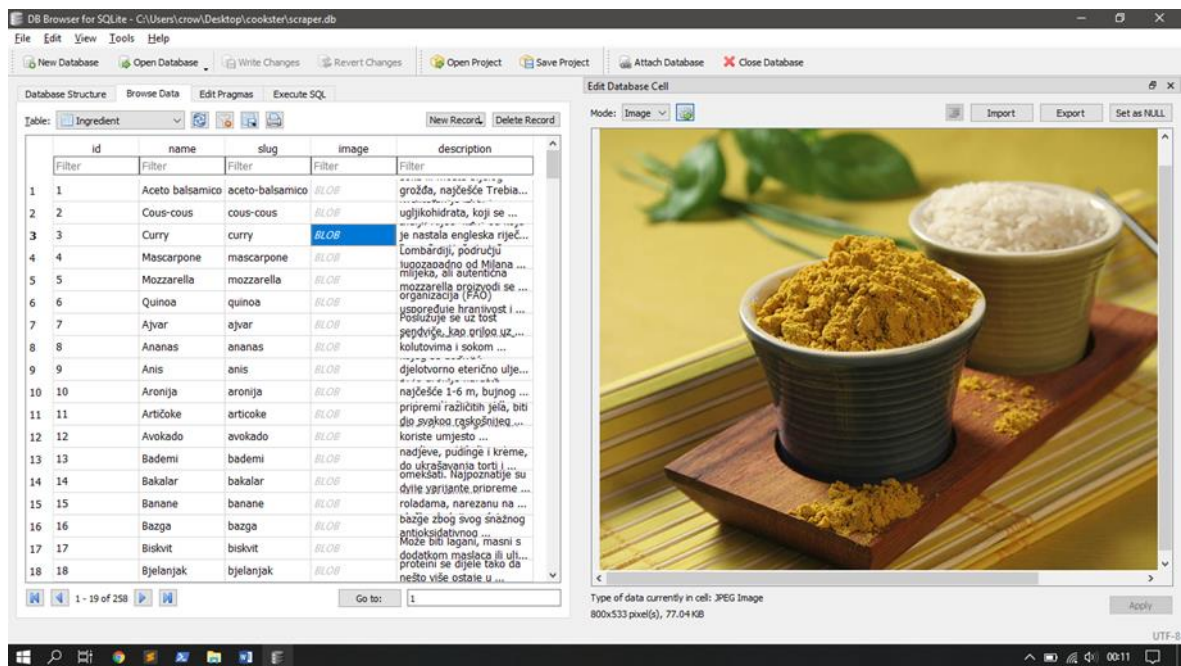 DB Browser for SQLite - C:\Users\crow\Desktop\cookster\scraper.db
File Edit View Tools Help
New Database Open Database Write Changes Revert Changes Open Project Save Project Attach Database Close Database
Database Structure Browse Data Edit Pragmas Execute SQL
Table: Ingredient New Record Delete Record
id name slug image description
Filter Filter Filter Filter Filter
1 1 Aceto balsamico aceto-balsamico BLOB grožđa, najčešće Trebia...
2 2 Cous-cous cous-cous BLOB ugljikohidrata, koji se ...
3 3 Curry curry BLOB je nastala engleska riječ...
4 4 Mascarpone mascarpone BLOB Lombardiji, području
jugozapadno od Milana ...
5 5 Mozzarella mozzarella BLOB mlijeka, ali autentična
mozzarella proizvodi se ...
6 6 Quinoa quinoa BLOB organizacija (FAO)
uspoređuje hranjivost i ...
7 7 Ajvar ajvar BLOB Poslužuje se uz tost
sendviče, kao prilog uz ...
8 8 Ananas ananas BLOB kolutovima i sokom ...
9 9 Anis anis BLOB djelotvorno eterično ulje...
10 10 Aronija aronija BLOB najčešće 1-6 m, bujnog ...
11 11 Artičoke articoke BLOB pripremi različitih jela, biti
dio svakog raskošnijeg ...
12 12 Avokado avokado BLOB koriste umjesto ...
13 13 Bademi bademi BLOB nadjeve, pudinge i kreme,
do ukrašavanja torti i ...
14 14 Bakalar bakalar BLOB omekšati. Najpoznatije su
dvije varijante pripreme ...
15 15 Banane banane BLOB roladama, narezanu na ...
16 16 Bazga bazga BLOB bazge zbog svog snažnog
antioksidativnog ...
17 17 Biskvit biskvit BLOB Može biti lagani, masni s
dodatkom maslaca ili ulj...
18 18 Bjelanjak bjelanjak BLOB proteini se dijele tako da
nešto više ostaje u ...
1 - 19 of 258 Go to: 1
Edit Database Cell
Mode: Image Import Export Set as NULL
Type of data currently in cell: JPEG Image
800x533 pixel(s), 77.04 KiB
Apply
UTF-8
00:11